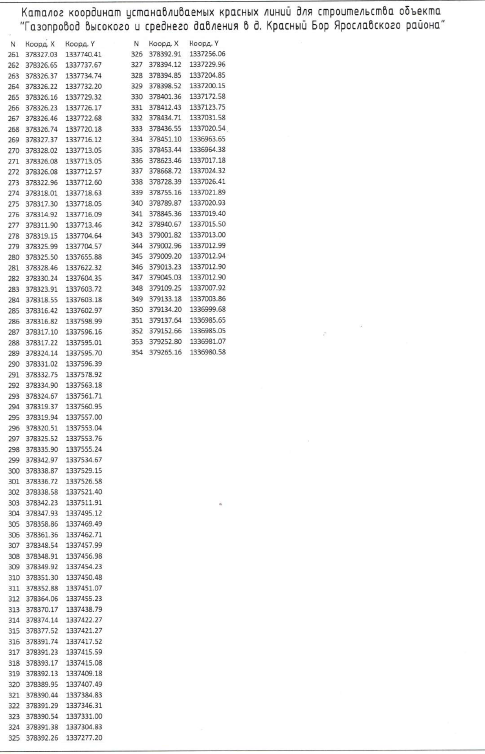 Каталог координат устанавливаемых красных линий для строительства объекта
"Газопровод высокого и среднего давления в д. Красный Бор Ярославского района"
N Коорд. X Коорд. Y
261 378327.03 1337740.41
262 378326.65 1337737.67
263 378326.37 1337734.74
264 378326.22 1337732.20
265 378326.16 1337729.32
266 378326.23 1337726.17
267 378326.46 1337722.68
268 378326.74 1337720.18
269 378327.37 1337716.12
270 378328.02 1337713.05
271 378326.08 1337713.05
272 378326.08 1337712.57
273 378322.96 1337712.60
274 378318.01 1337718.63
275 378317.30 1337718.05
276 378314.92 1337716.09
277 378311.90 1337713.46
278 378319.15 1337704.64
279 378325.99 1337704.57
280 378325.50 1337655.88
281 378328.46 1337622.32
282 378330.24 1337604.35
283 378323.91 1337603.72
284 378318.55 1337603.18
285 378316.42 1337602.97
286 378316.82 1337598.99
287 378317.10 1337596.16
288 378317.22 1337595.01
289 378324.14 1337595.70
290 378331.02 1337596.39
291 378332.75 1337578.92
292 378334.90 1337563.18
293 378324.67 1337561.71
294 378319.37 1337560.95
295 378319.94 1337557.00
296 378320.51 1337553.04
297 378325.52 1337553.76
298 378335.90 1337555.24
299 378342.97 1337534.67
300 378338.87 1337529.15
301 378336.72 1337526.58
302 378338.58 1337521.40
303 378342.23 1337511.91
304 378347.93 1337495.12
305 378358.86 1337469.49
306 378361.36 1337462.71
307 378348.54 1337457.99
308 378348.91 1337456.98
309 378349.92 1337454.23
310 378351.30 1337450.48
311 378352.88 1337451.07
312 378364.06 1337455.23
313 378370.17 1337438.79
314 378374.14 1337422.27
315 378377.52 1337421.27
316 378391.74 1337417.52
317 378391.23 1337415.59
318 378393.17 1337415.08
319 378392.13 1337409.18
320 378389.95 1337407.49
321 378390.44 1337384.83
322 378391.29 1337346.31
323 378390.54 1337331.00
324 378391.38 1337304.83
325 378392.26 1337277.20
N Коорд. X Коорд. Y
326 378392.91 1337256.06
327 378394.12 1337229.96
328 378394.85 1337204.85
329 378398.52 1337200.15
330 378401.36 1337172.58
331 378412.43 1337123.75
332 378434.71 1337031.58
333 378436.55 1337020.54
334 378451.10 1336963.65
335 378453.44 1336964.38
336 378623.46 1337017.18
337 378668.72 1337024.32
338 378728.39 1337026.41
339 378755.16 1337021.89
340 378789.87 1337020.93
341 378845.36 1337019.40
342 378940.67 1337015.50
343 379001.82 1337013.00
344 379002.96 1337012.99
345 379009.20 1337012.94
346 379013.23 1337012.90
347 379045.03 1337012.90
348 379109.25 1337007.92
349 379133.18 1337003.86
350 379134.20 1336999.68
351 379137.64 1336985.65
352 379152.66 1336985.05
353 379252.80 1336981.07
354 379265.16 1336980.58